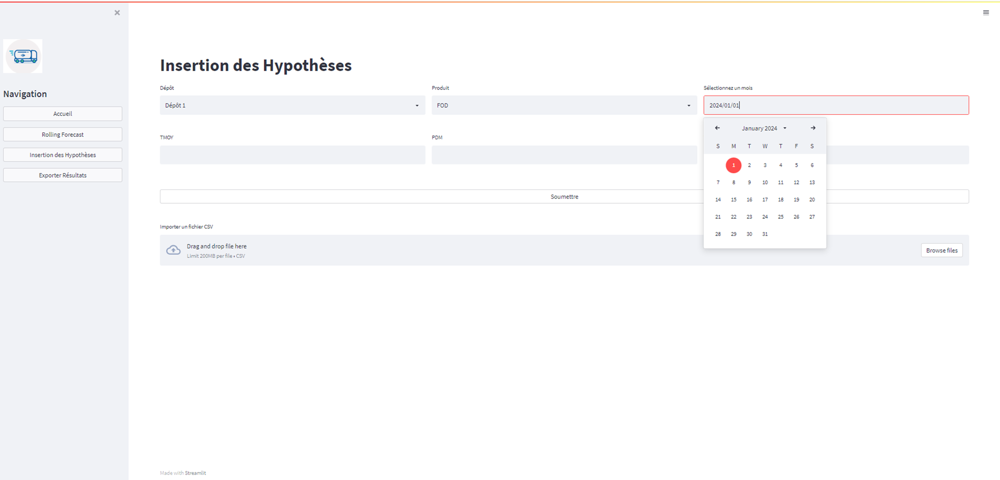 Navigation
Accueil
Rolling Forecast
Insertion des Hypothèses
Exporter Résultats
Insertion des Hypothèses
Dépôt
Produit
Sélectionnez un mois
Dépôt 1
FOD
2024/01/01
January 2024
S M T W T F S
1 2 3 4 5 6
7 8 9 10 11 12 13
14 15 16 17 18 19 20
21 22 23 24 25 26 27
28 29 30 31
TMOY
PDM
Soumettre
Importer un fichier CSV
Drag and drop file here
Limit 200MB per file • CSV
Browse files
Made with Streamlit